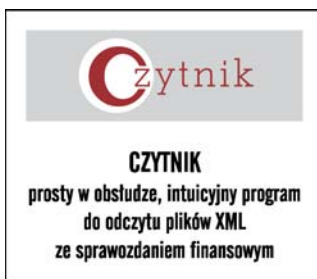 Czytnik
CZYTNIK
prosty w obsłudze, intuicyjny program
do odczytu plików XML
ze sprawozdaniem finansowym